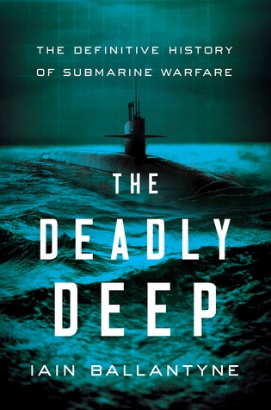 THE DEFINITIVE HISTORY
OF SUBMARINE WARFARE
THE
DEADLY
DEEP
IAIN BALLANTYNE